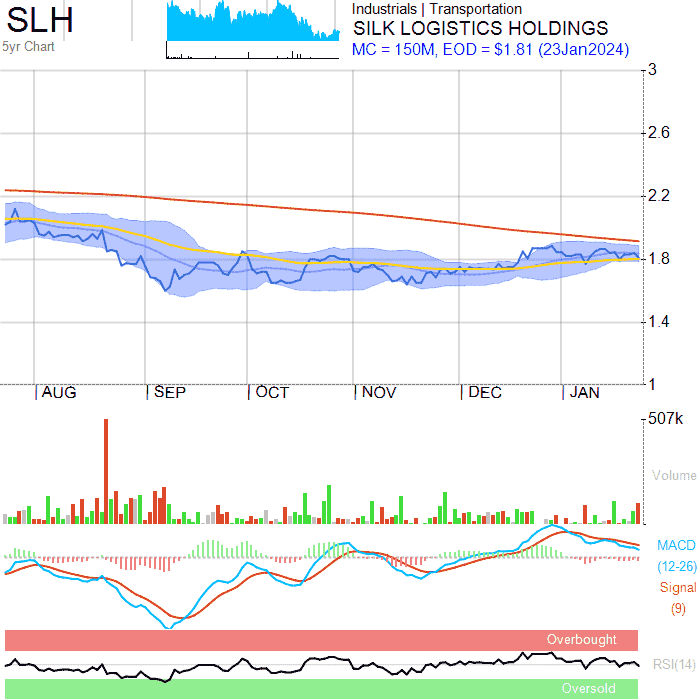 SLH
5yr Chart
Industrials | Transportation
SILK LOGISTICS HOLDINGS
MC = 150M, EOD = $1.81 (23Jan2024)
3
2.6
2.2
1.8
1.4
1
AUG SEP OCT NOV DEC JAN
507k
Volume
MACD
(12-26)
Signal
(9)
Overbought
RSI(14)
Oversold